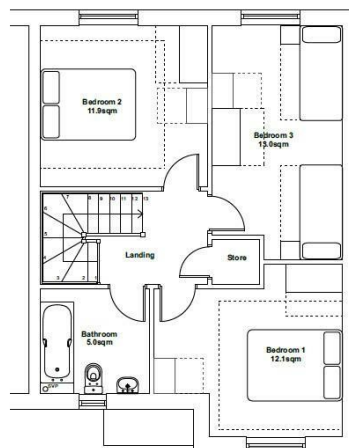 Bedroom 2
11.9sqm
Bedroom 3
13.0sqm
7
8 9 10 11 12 13
6
5
4
3 2 1
Landing
Store
Bathroom
5.0sqm
Bedroom 1
12.1sqm
SVP